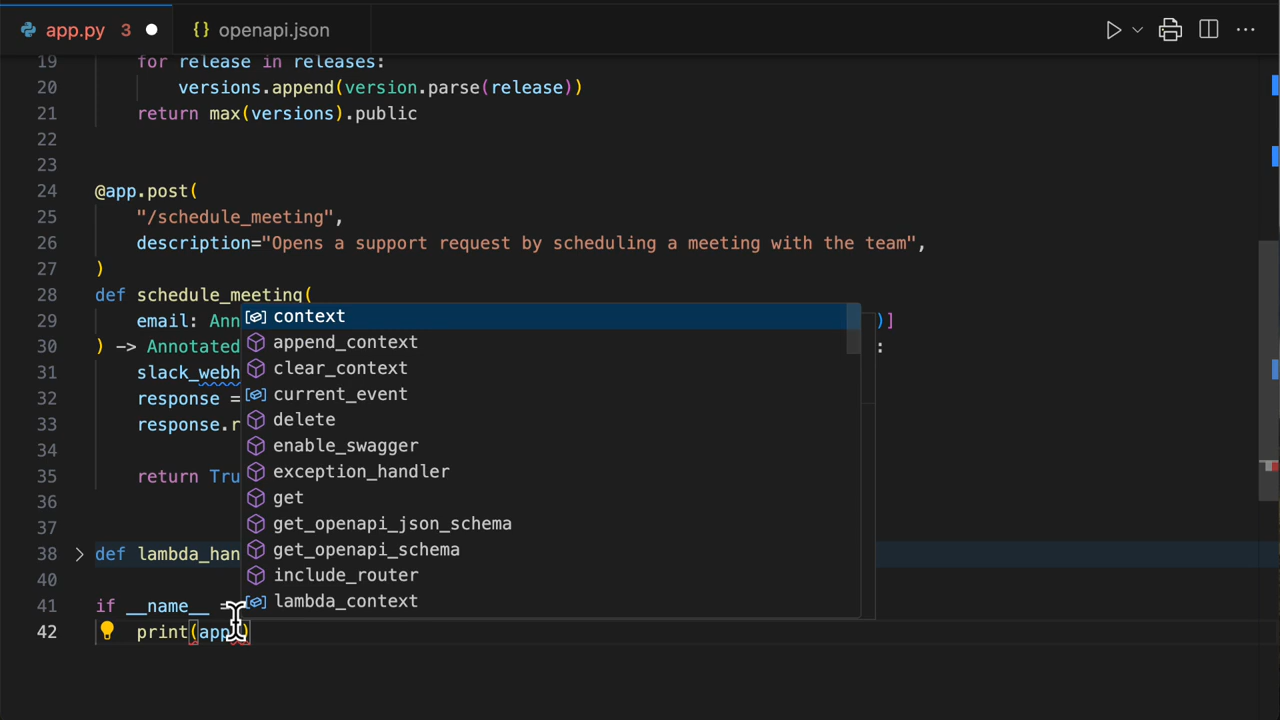 app.py 3
{} openapi.json
19 for release in releases:
20 versions.append(version.parse(release))
21 return max(versions).public
22
23
24 @app.post(
25 "/schedule_meeting",
26 description="Opens a support request by scheduling a meeting with the team",
27 )
28 def schedule_meeting(
29 email: Ann )]
30 ) -> Annotated :
31 slack_webh
32 response =
33 response.r
34
35 return Tru
36
37
38 def lambda_han
40
41 if __name__ =
42 print(app.)
context
append_context
clear_context
current_event
delete
enable_swagger
exception_handler
get
get_openapi_json_schema
get_openapi_schema
include_router
lambda_context